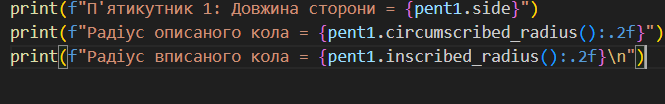 print(f"П'ятикутник 1: Довжина сторони = {pent1.side}")
print(f"Радіус описаного кола = {pent1.circumscribed_radius():.2f}")
print(f"Радіус вписаного кола = {pent1.inscribed_radius():.2f}\n")